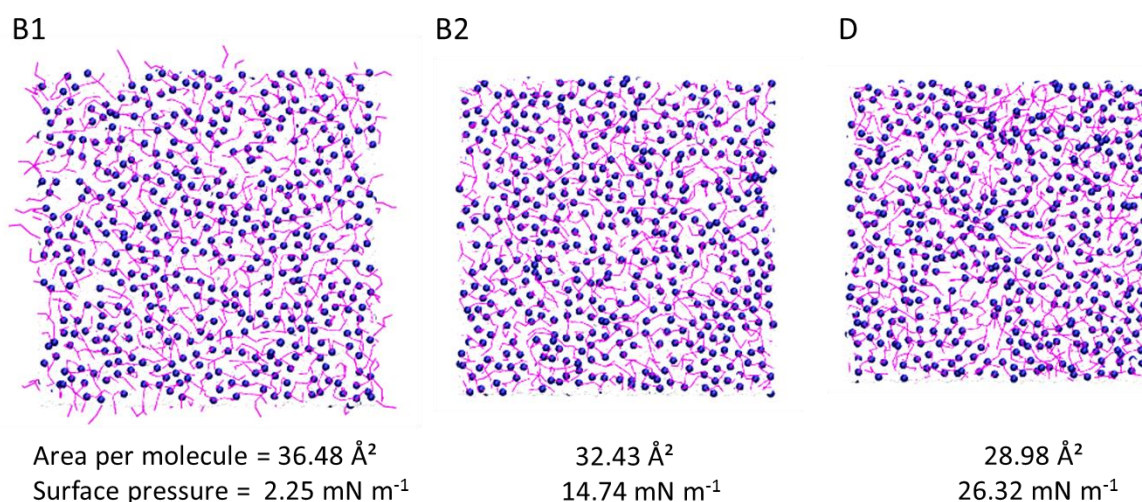 B1 B2 D
Area per molecule = 36.48 Å² 32.43 Å² 28.98 Å²
Surface pressure = 2.25 mN m⁻¹ 14.74 mN m⁻¹ 26.32 mN m⁻¹